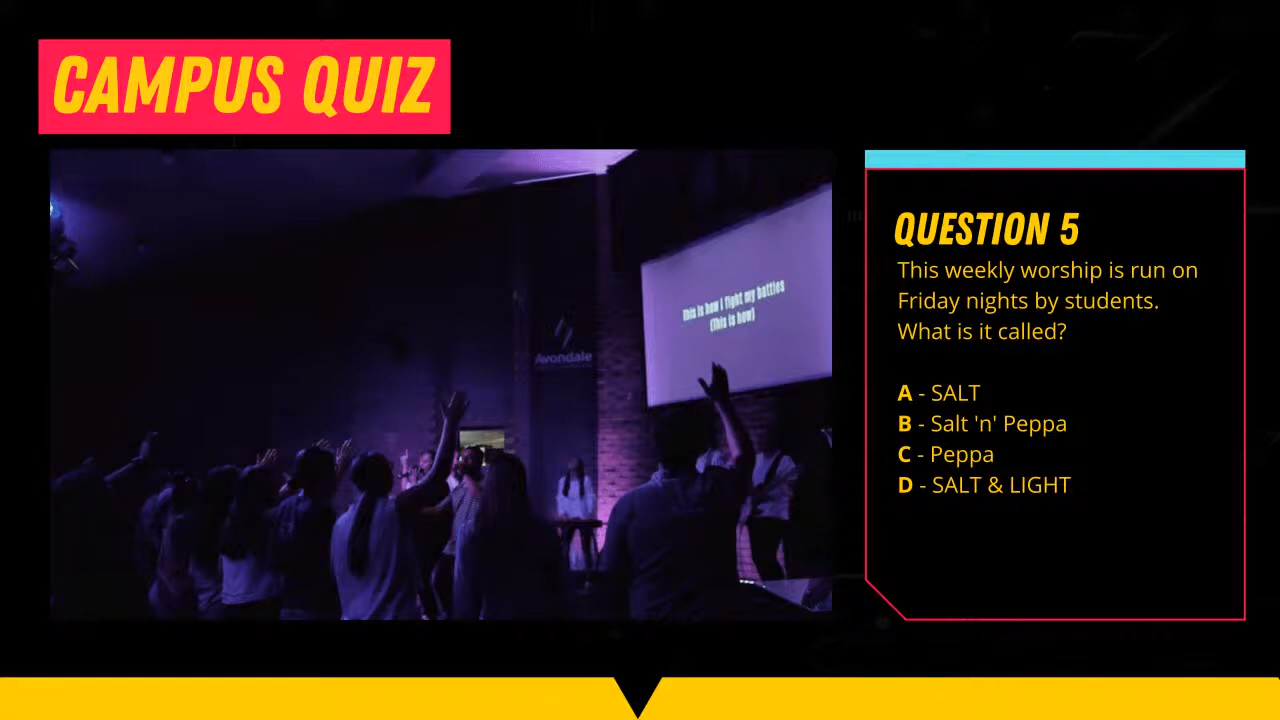 CAMPUS QUIZ
This is how I fight my battles
(This is how)
Avondale
QUESTION 5
This weekly worship is run on
Friday nights by students.
What is it called?
A - SALT
B - Salt 'n' Peppa
C - Peppa
D - SALT & LIGHT